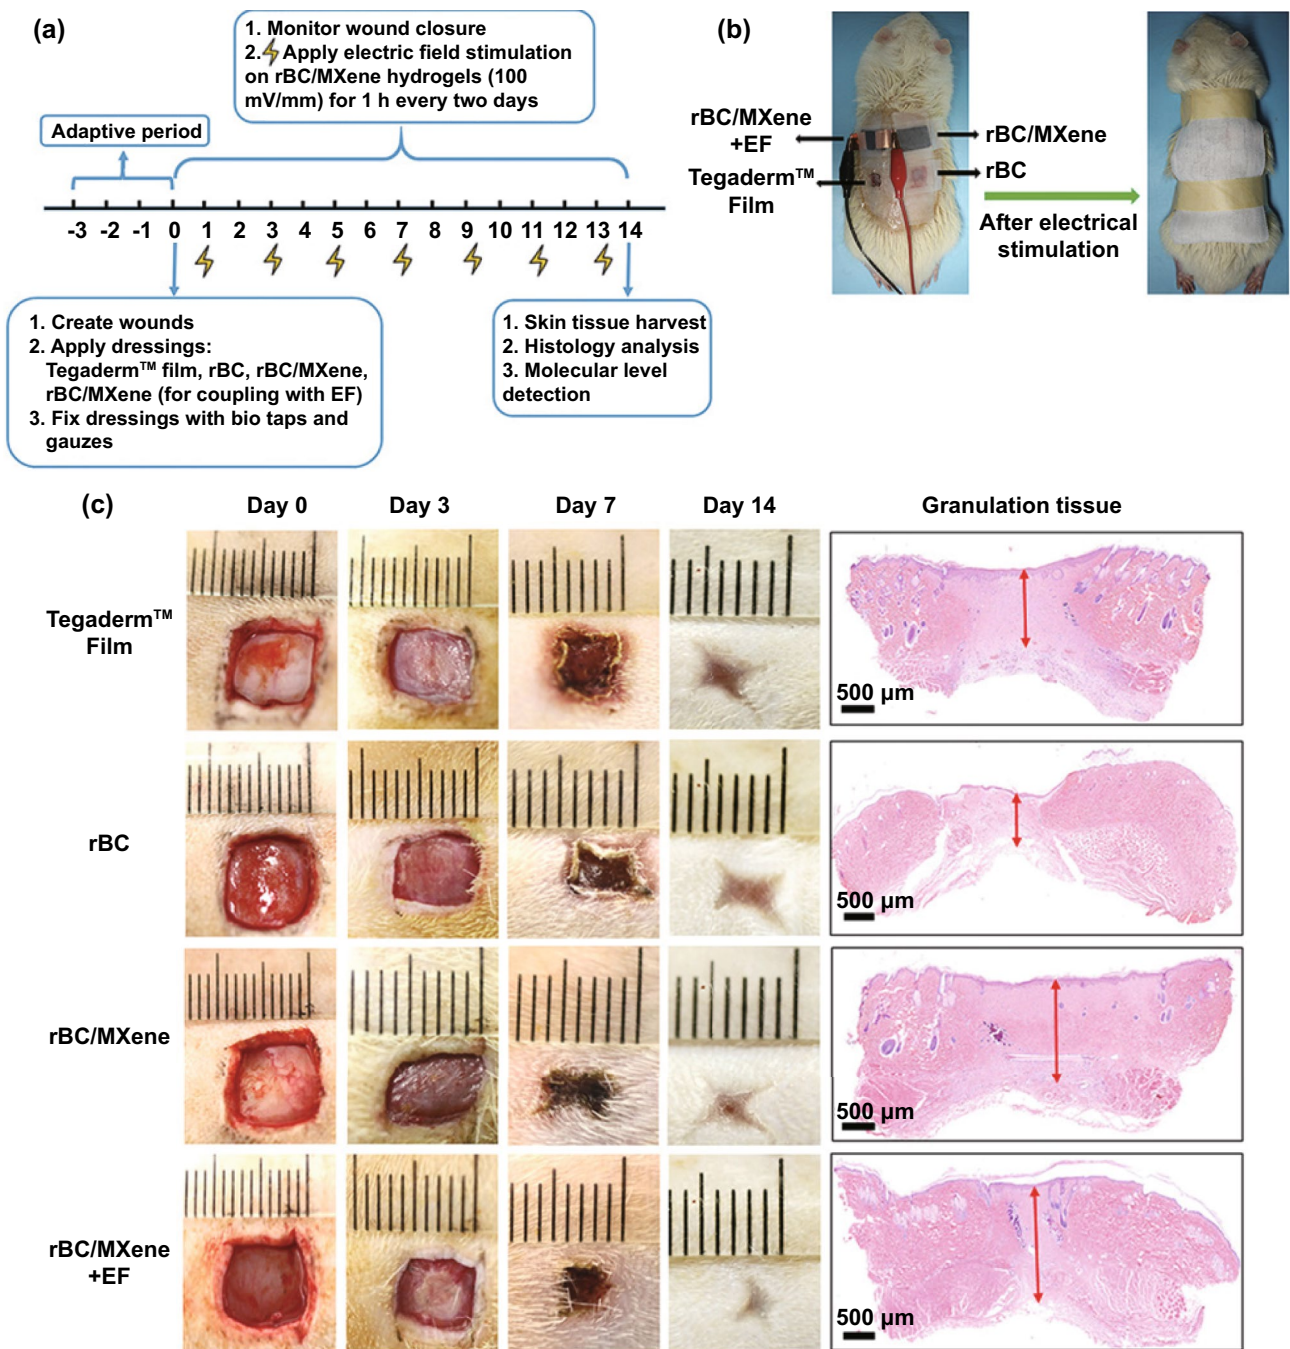 (a)
1. Monitor wound closure
2. Apply electric field stimulation
on rBC/MXene hydrogels (100
mV/mm) for 1 h every two days
Adaptive period
-3 -2 -1 0 1 2 3 4 5 6 7 8 9 10 11 12 13 14
1. Create wounds
2. Apply dressings:
Tegaderm™ film, rBC, rBC/MXene,
rBC/MXene (for coupling with EF)
3. Fix dressings with bio taps and
gauzes
1. Skin tissue harvest
2. Histology analysis
3. Molecular level
detection
(b)
rBC/MXene
+EF
Tegaderm™
Film
rBC/MXene
rBC
After electrical
stimulation
(c)
Day 0 Day 3 Day 7 Day 14 Granulation tissue
Tegaderm™
Film
500 µm
rBC
500 µm
rBC/MXene
500 µm
rBC/MXene
+EF
500 µm